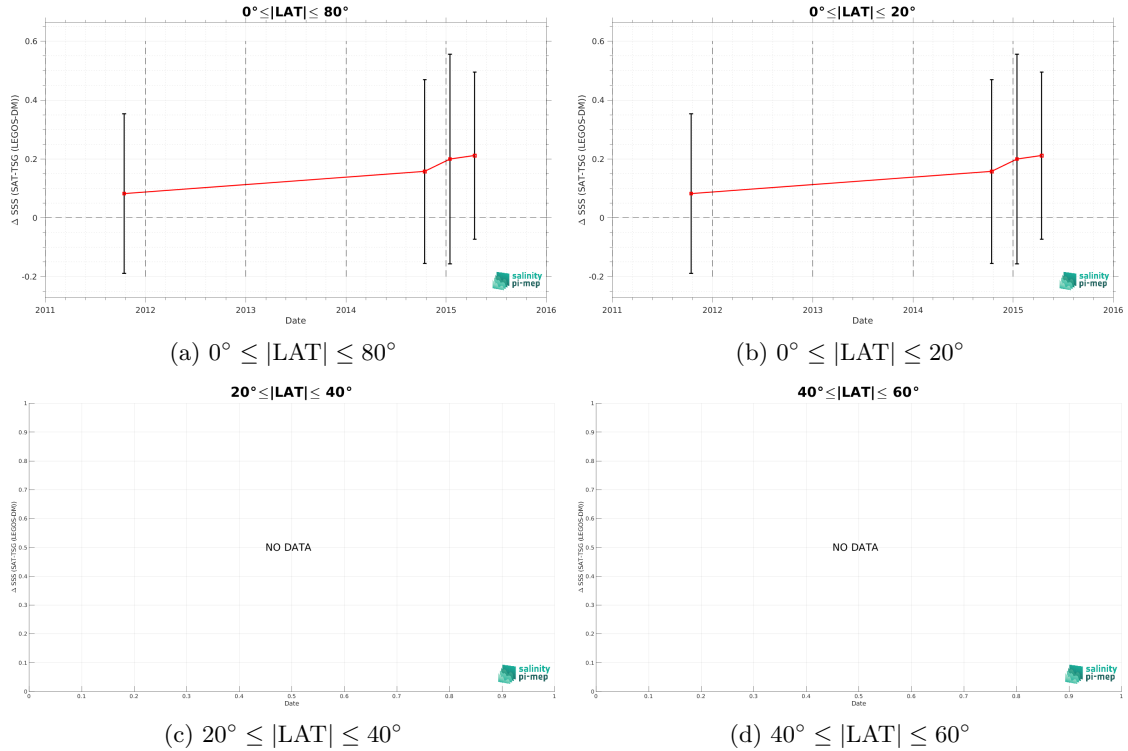 0°≤|LAT|≤ 80°
Δ SSS (SAT-TSG (LEGOS-DM))
0.6
0.4
0.2
0
-0.2
2011 2012 2013 2014 2015 2016
Date
salinity
pi-mep
(a) 0° ≤ |LAT| ≤ 80°
0°≤|LAT|≤ 20°
Δ SSS (SAT-TSG (LEGOS-DM))
0.6
0.4
0.2
0
-0.2
2011 2012 2013 2014 2015 2016
Date
salinity
pi-mep
(b) 0° ≤ |LAT| ≤ 20°
20°≤|LAT|≤ 40°
Δ SSS (SAT-TSG (LEGOS-DM))
1
0.9
0.8
0.7
0.6
0.5
0.4
0.3
0.2
0.1
0
NO DATA
0 0.1 0.2 0.3 0.4 0.5 0.6 0.7 0.8 0.9 1
Date
salinity
pi-mep
(c) 20° ≤ |LAT| ≤ 40°
40°≤|LAT|≤ 60°
Δ SSS (SAT-TSG (LEGOS-DM))
1
0.9
0.8
0.7
0.6
0.5
0.4
0.3
0.2
0.1
0
NO DATA
0 0.1 0.2 0.3 0.4 0.5 0.6 0.7 0.8 0.9 1
Date
salinity
pi-mep
(d) 40° ≤ |LAT| ≤ 60°